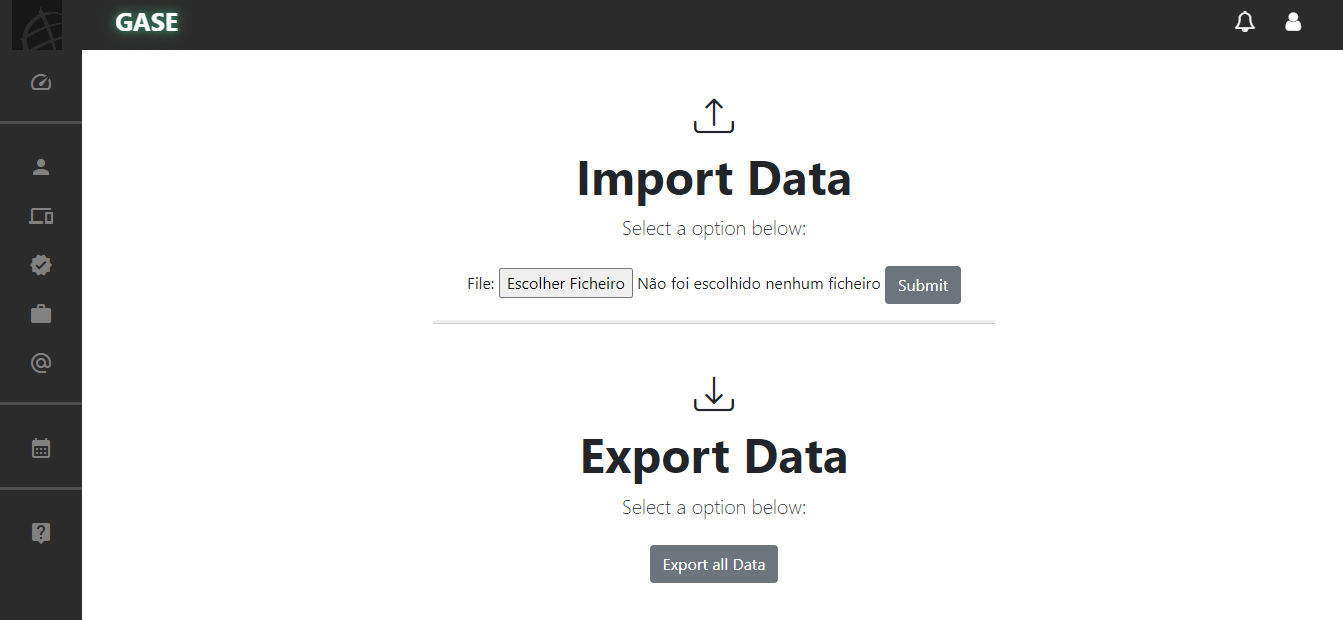 GASE
Import Data
Select a option below:
File: Escolher Ficheiro Não foi escolhido nenhum ficheiro Submit
Export Data
Select a option below:
Export all Data